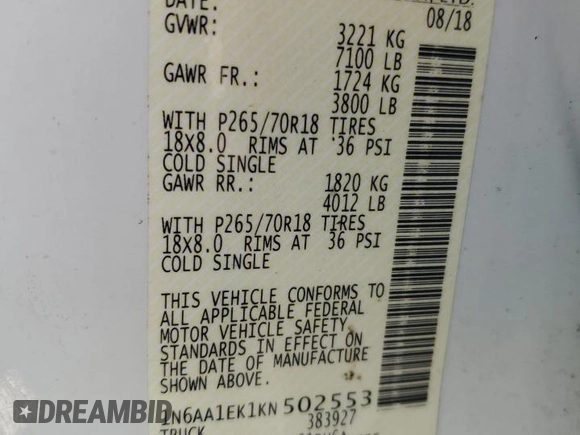 DATE:
08/18
GVWR: 3221 KG
7100 LB
GAWR FR.: 1724 KG
3800 LB
WITH P265/70R18 TIRES
18X8.0 RIMS AT 36 PSI
COLD SINGLE
GAWR RR.: 1820 KG
4012 LB
WITH P265/70R18 TIRES
18X8.0 RIMS AT 36 PSI
COLD SINGLE
THIS VEHICLE CONFORMS TO
ALL APPLICABLE FEDERAL
MOTOR VEHICLE SAFETY
STANDARDS IN EFFECT ON
THE DATE OF MANUFACTURE
SHOWN ABOVE.
1N6AA1EK1KN502553
TRUCK 383927
DREAMBID